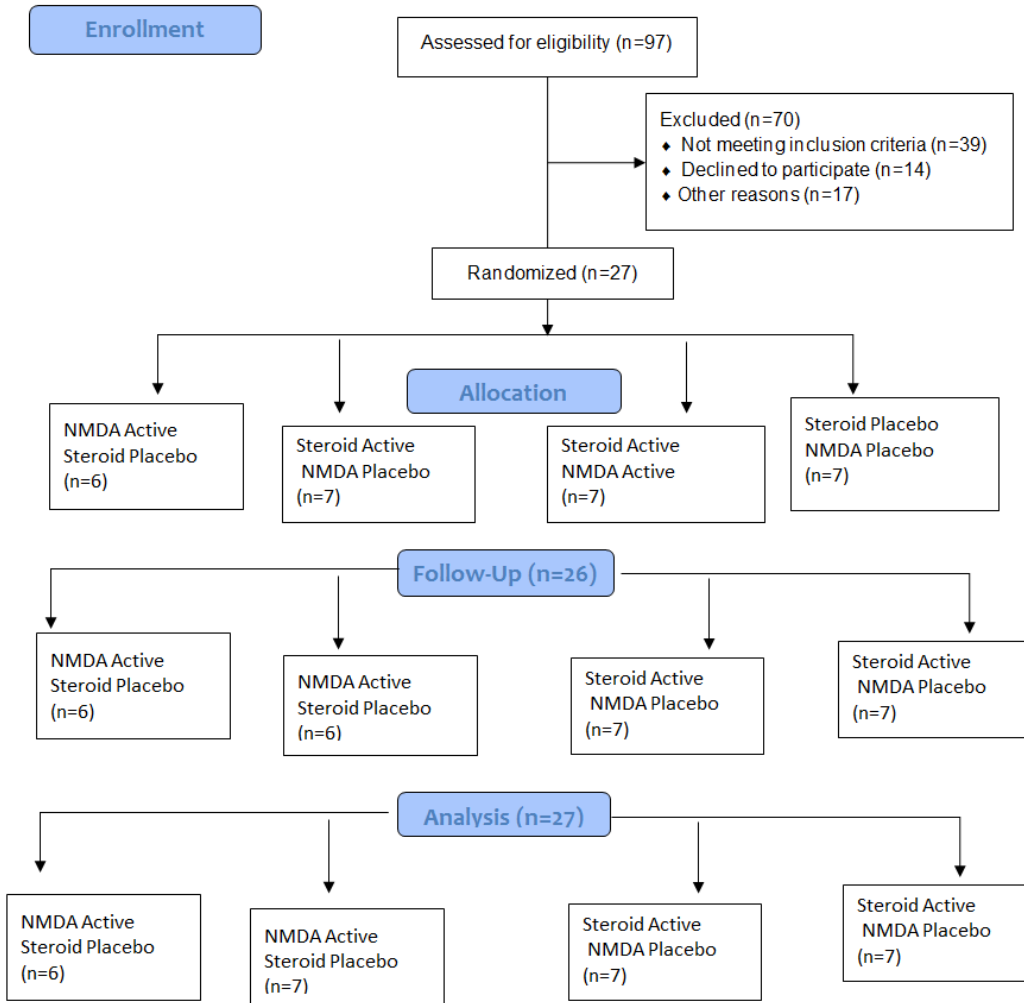 Enrollment
Assessed for eligibility (n=97)
Excluded (n=70)
♦ Not meeting inclusion criteria (n=39)
♦ Declined to participate (n=14)
♦ Other reasons (n=17)
Randomized (n=27)
Allocation
NMDA Active
Steroid Placebo
(n=6)
Steroid Active
NMDA Placebo
(n=7)
Steroid Active
NMDA Active
(n=7)
Steroid Placebo
NMDA Placebo
(n=7)
Follow-Up (n=26)
NMDA Active
Steroid Placebo
(n=6)
NMDA Active
Steroid Placebo
(n=6)
Steroid Active
NMDA Placebo
(n=7)
Steroid Active
NMDA Placebo
(n=7)
Analysis (n=27)
NMDA Active
Steroid Placebo
(n=6)
NMDA Active
Steroid Placebo
(n=7)
Steroid Active
NMDA Placebo
(n=7)
Steroid Active
NMDA Placebo
(n=7)